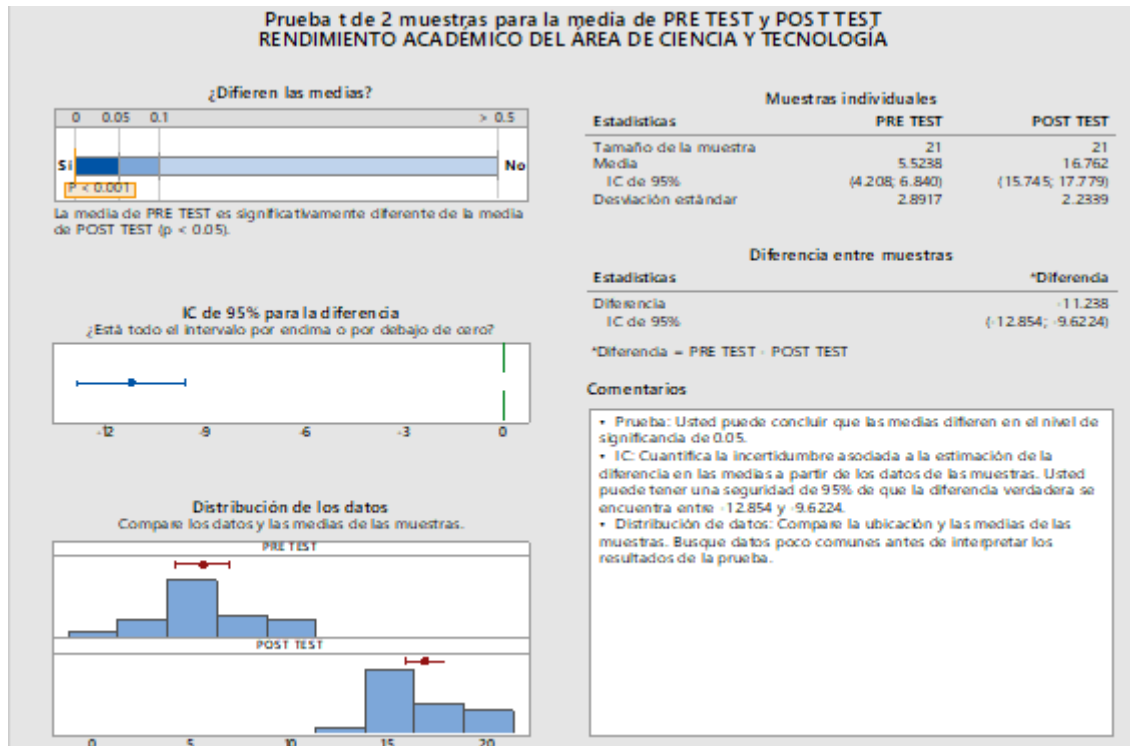 Prueba t de 2 muestras para la media de PRE TEST y POST TEST
RENDIMIENTO ACADÉMICO DEL ÁREA DE CIENCIA Y TECNOLOGÍA
¿Difieren las medias?
0 0.05 0.1 > 0.5
Sí No
P < 0.001
La media de PRE TEST es significativamente diferente de la media
de POST TEST (p < 0.05).
IC de 95% para la diferencia
¿Está todo el intervalo por encima o por debajo de cero?
-12 -9 -6 -3 0
Distribución de los datos
Compare los datos y las medias de las muestras.
PRE TEST
POST TEST
0 5 10 15 20
Muestras individuales
Estadísticas PRE TEST POST TEST
Tamaño de la muestra 21 21
Media 5.5238 16.762
IC de 95% (4.208; 6.840) (15.745; 17.779)
Desviación estándar 2.8917 2.2339
Diferencia entre muestras
Estadísticas *Diferencia
Diferencia -11.238
IC de 95% (-12.854; -9.6224)
*Diferencia = PRE TEST - POST TEST
Comentarios
• Prueba: Usted puede concluir que las medias difieren en el nivel de
significancia de 0.05.
• IC: Cuantifica la incertidumbre asociada a la estimación de la
diferencia en las medias a partir de los datos de las muestras. Usted
puede tener una seguridad de 95% de que la diferencia verdadera se
encuentra entre -12.854 y -9.6224.
• Distribución de datos: Compare la ubicación y las medias de las
muestras. Busque datos poco comunes antes de interpretar los
resultados de la prueba.